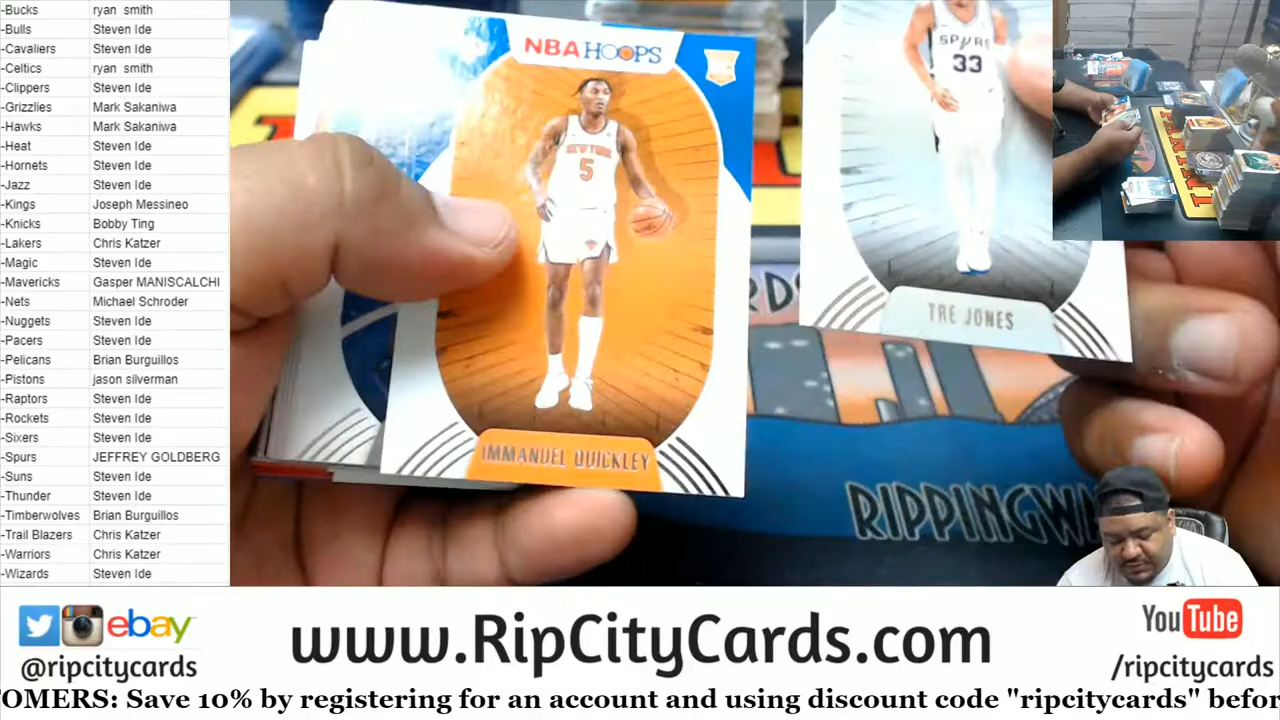 -Bucks ryan smith
-Bulls Steven Ide
-Cavaliers Steven Ide
-Celtics ryan smith
-Clippers Steven Ide
-Grizzlies Mark Sakaniwa
-Hawks Mark Sakaniwa
-Heat Steven Ide
-Hornets Steven Ide
-Jazz Steven Ide
-Kings Joseph Messineo
-Knicks Bobby Ting
-Lakers Chris Katzer
-Magic Steven Ide
-Mavericks Gasper MANISCALCHI
-Nets Michael Schroder
-Nuggets Steven Ide
-Pacers Steven Ide
-Pelicans Brian Burguillos
-Pistons jason silverman
-Raptors Steven Ide
-Rockets Steven Ide
-Sixers Steven Ide
-Spurs JEFFREY GOLDBERG
-Suns Steven Ide
-Thunder Steven Ide
-Timberwolves Brian Burguillos
-Trail Blazers Chris Katzer
-Warriors Chris Katzer
-Wizards Steven Ide
NBA HOOPS
NEW YORK
5
IMMANUEL QUICKLEY
SPURS
33
TRE JONES
RDS
RIPPINGW
ebay
@ripcitycards
www.RipCityCards.com
YouTube
/ripcitycards
TOMERS: Save 10% by registering for an account and using discount code "ripcitycards" befor